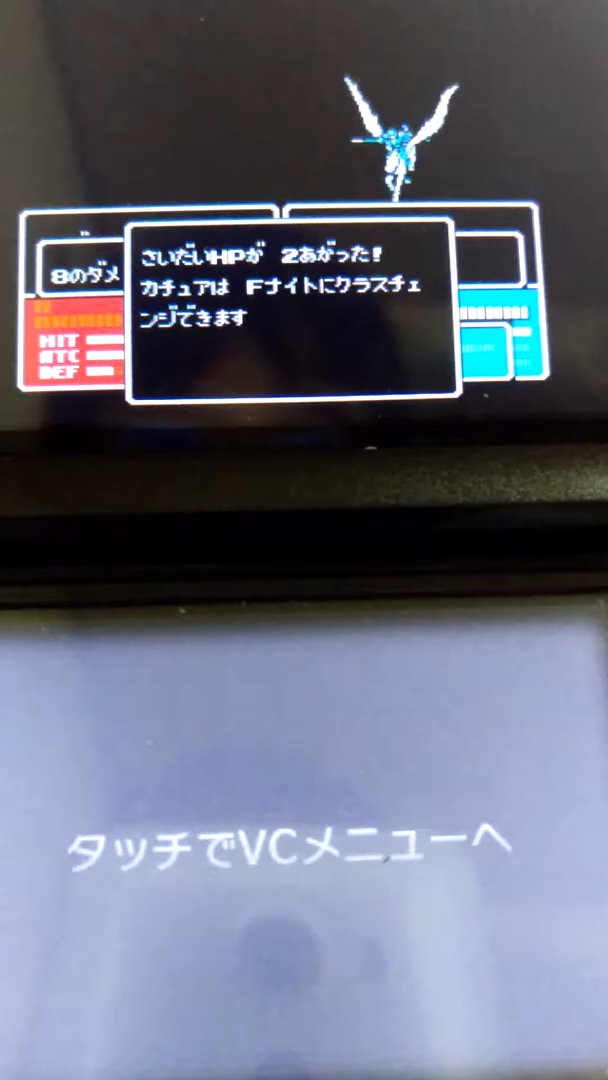 さいだいHPが 2あがった!
カチュアは Fナイトにクラスチェ
ンジできます
8のダメ
HIT
ATC
DEF
タッチでVCメニューへ